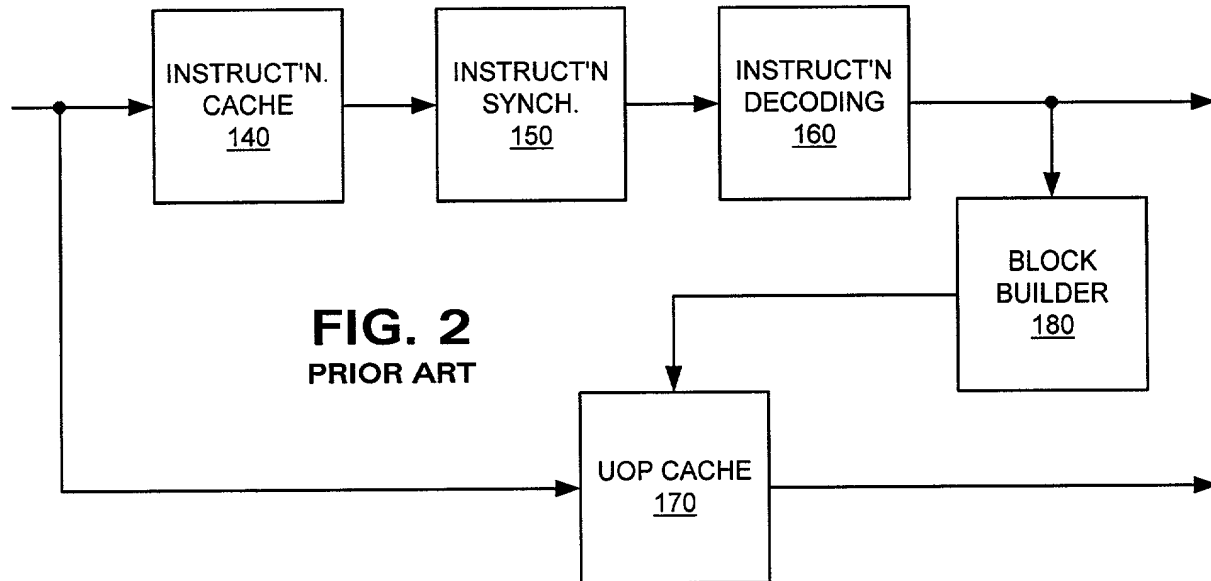 INSTRUCT'N.
CACHE
140
INSTRUCT'N
SYNCH.
150
INSTRUCT'N
DECODING
160
BLOCK
BUILDER
180
FIG. 2
PRIOR ART
UOP CACHE
170